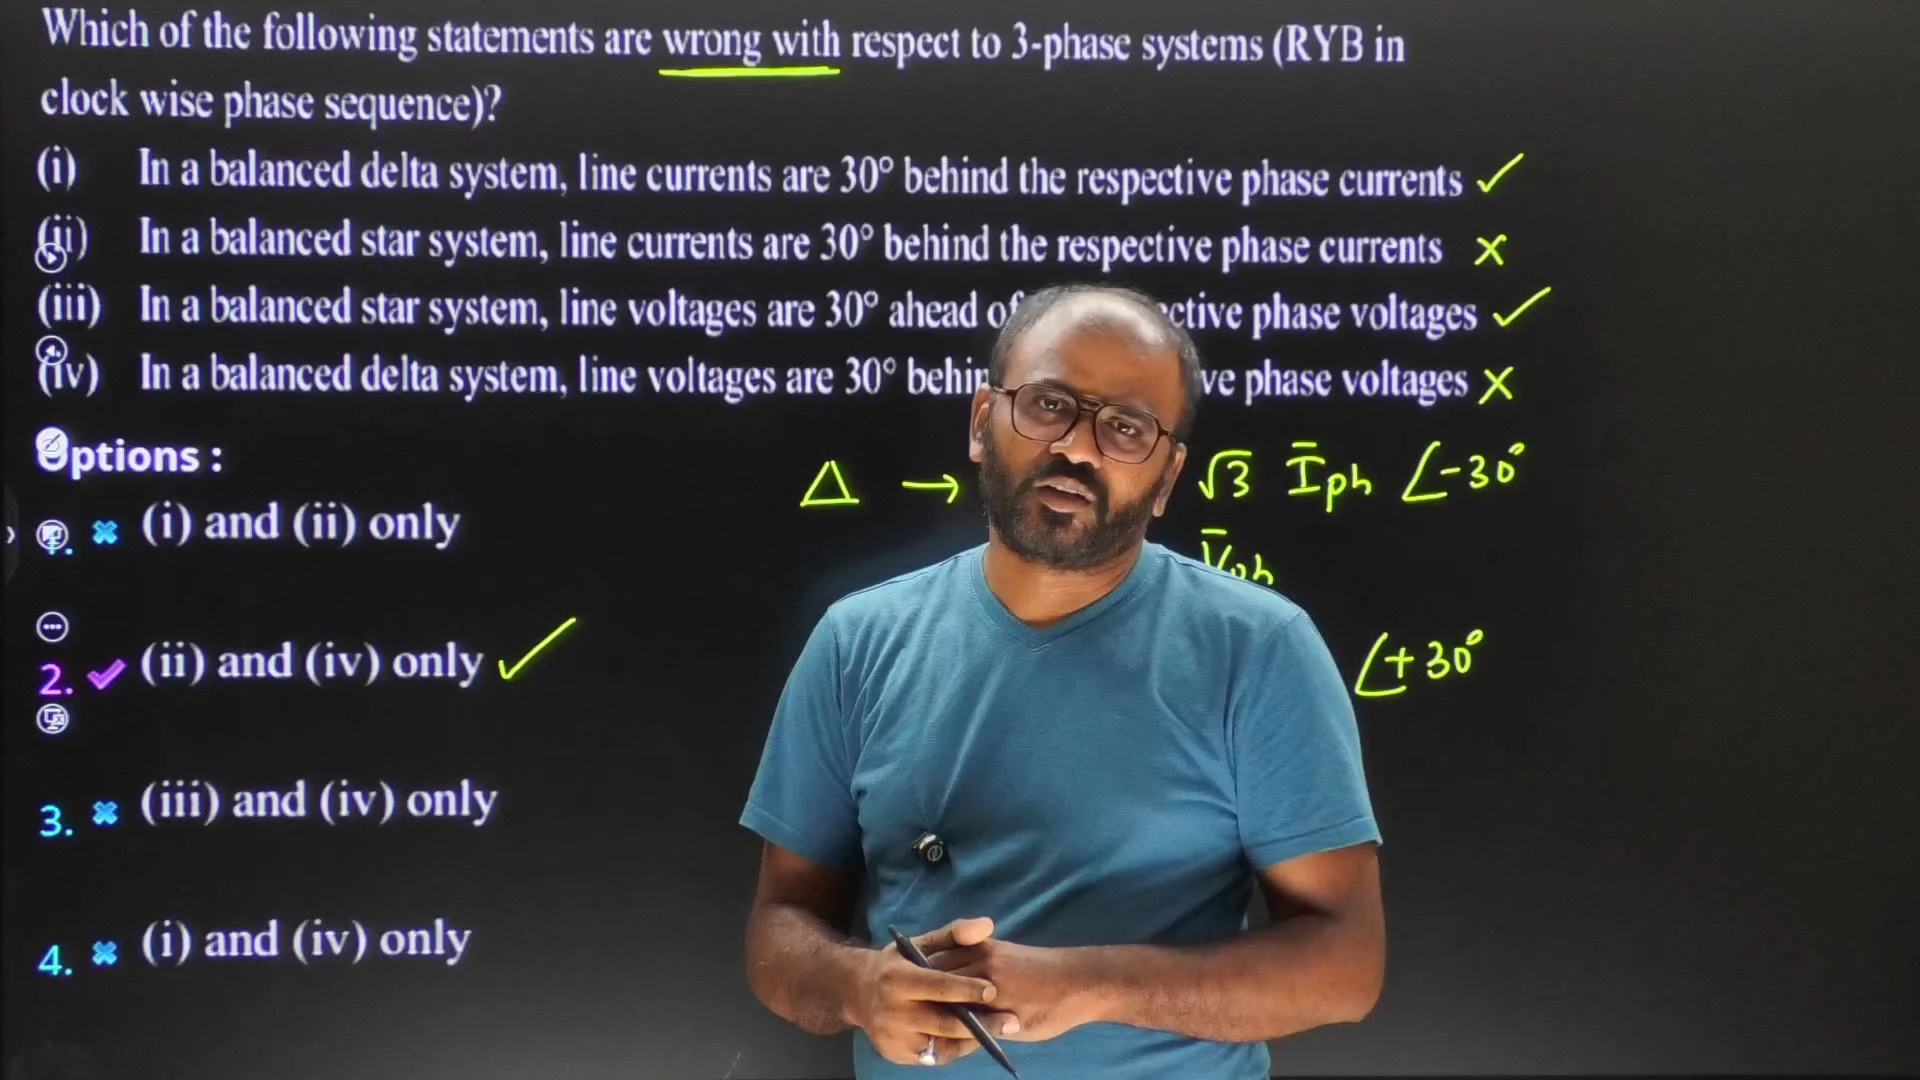 Which of the following statements are wrong with respect to 3-phase systems (RYB in
clock wise phase sequence)?
(i) In a balanced delta system, line currents are 30° behind the respective phase currents ✓
(ii) In a balanced star system, line currents are 30° behind the respective phase currents ×
(iii) In a balanced star system, line voltages are 30° ahead of ctive phase voltages ✓
(iv) In a balanced delta system, line voltages are 30° behin ve phase voltages ×
Options :
Δ → √3 I̅ph ∠-30°
1. × (i) and (ii) only
V̅ph
∠+30°
2. ✓ (ii) and (iv) only ✓
3. × (iii) and (iv) only
4. × (i) and (iv) only